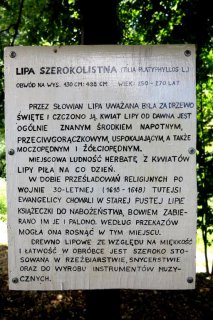 LIPA SZEROKOLISTNA (TILIA PLATYPHYLLOS L.)
OBWÓD NA WYS. 130 CM: 488 CM WIEK: 250-270 LAT
PRZEZ SŁOWIAN LIPA UWAŻANA BYŁA ZA DRZEWO
ŚWIĘTE I CZCZONO JĄ. KWIAT LIPY OD DAWNA JEST
OGÓLNIE ZNANYM ŚRODKIEM NAPOTNYM,
PRZECIWGORĄCZKOWYM, USPOKAJAJĄCYM, A TAKŻE
MOCZOPĘDNYM I ŻÓŁCIOPĘDNYM.
MIEJSCOWA LUDNOŚĆ HERBATĘ Z KWIATÓW
LIPY PIŁA NA CO DZIEŃ.
W DOBIE PRZEŚLADOWAŃ RELIGIJNYCH PO
WOJNIE 30-LETNIEJ (1618-1648) TUTEJSI
EWANGELICY CHOWALI W STAREJ PUSTEJ LIPIE
KSIĄŻECZKI DO NABOŻEŃSTWA, BOWIEM ZABIE-
RANO IM JE I PALONO. WEDŁUG PRZEKAZÓW
MOGŁA ONA ROSNĄĆ W TYM MIEJSCU.
DREWNO LIPOWE ZE WZGLĘDU NA MIĘKKOŚĆ
I ŁATWOŚĆ W OBRÓBCE JEST SZEROKO STO-
SOWANA W RZEŹBIARSTWIE, SNYCERSTWIE
ORAZ DO WYROBU INSTRUMENTÓW MUZY-
CZNYCH.